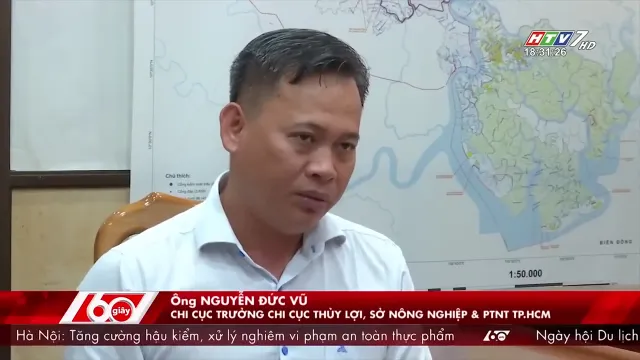 HTV7 HD
18:31:26
Chú thích:
BIỂN ĐÔNG
1:50.000
60 giây
Ông NGUYỄN ĐỨC VŨ
CHI CỤC TRƯỞNG CHI CỤC THỦY LỢI, SỞ NÔNG NGHIỆP & PTNT TP.HCM
Hà Nội: Tăng cường hậu kiểm, xử lý nghiêm vi phạm an toàn thực phẩm
60
Ngày hội Du lịch